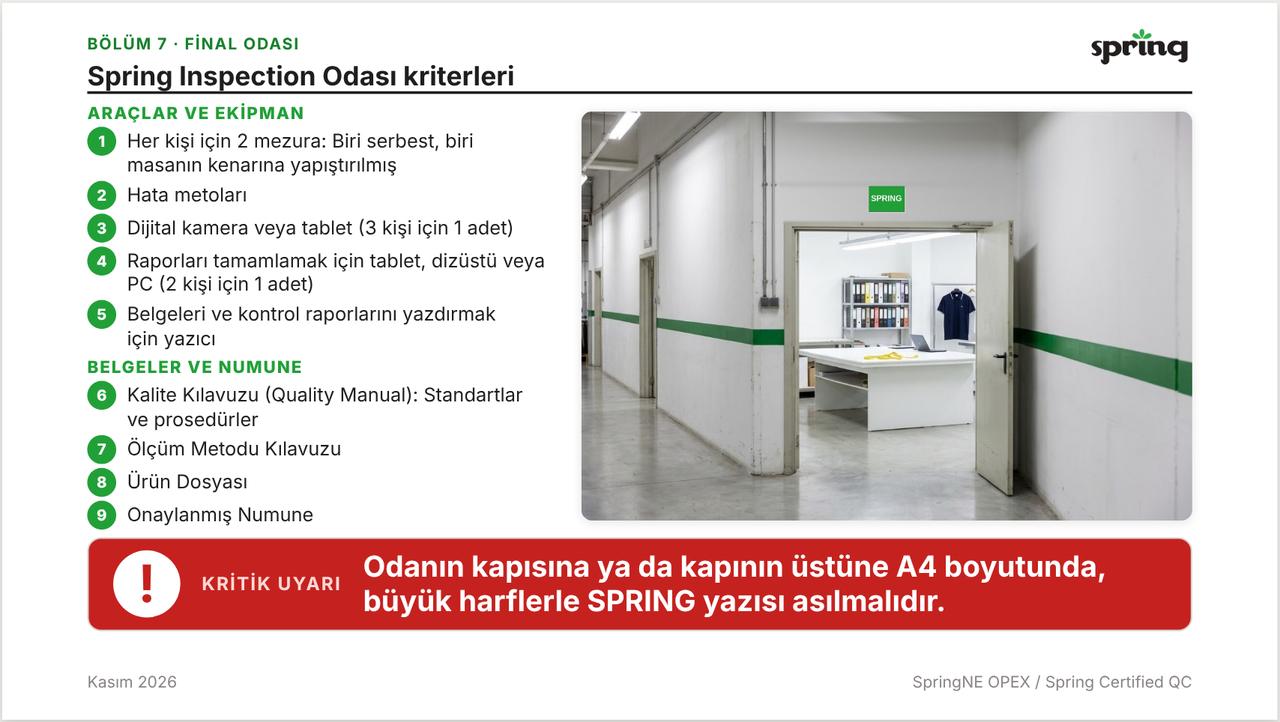 BÖLÜM 7 · FİNAL ODASI
spring
Spring Inspection Odası kriterleri
ARAÇLAR VE EKİPMAN
1 Her kişi için 2 mezura: Biri serbest, biri
masanın kenarına yapıştırılmış
2 Hata metoları
3 Dijital kamera veya tablet (3 kişi için 1 adet)
4 Raporları tamamlamak için tablet, dizüstü veya
PC (2 kişi için 1 adet)
5 Belgeleri ve kontrol raporlarını yazdırmak
için yazıcı
BELGELER VE NUMUNE
6 Kalite Kılavuzu (Quality Manual): Standartlar
ve prosedürler
7 Ölçüm Metodu Kılavuzu
8 Ürün Dosyası
9 Onaylanmış Numune
SPRING
! KRİTİK UYARI
Odanın kapısına ya da kapının üstüne A4 boyutunda,
büyük harflerle SPRING yazısı asılmalıdır.
Kasım 2026
SpringNE OPEX / Spring Certified QC